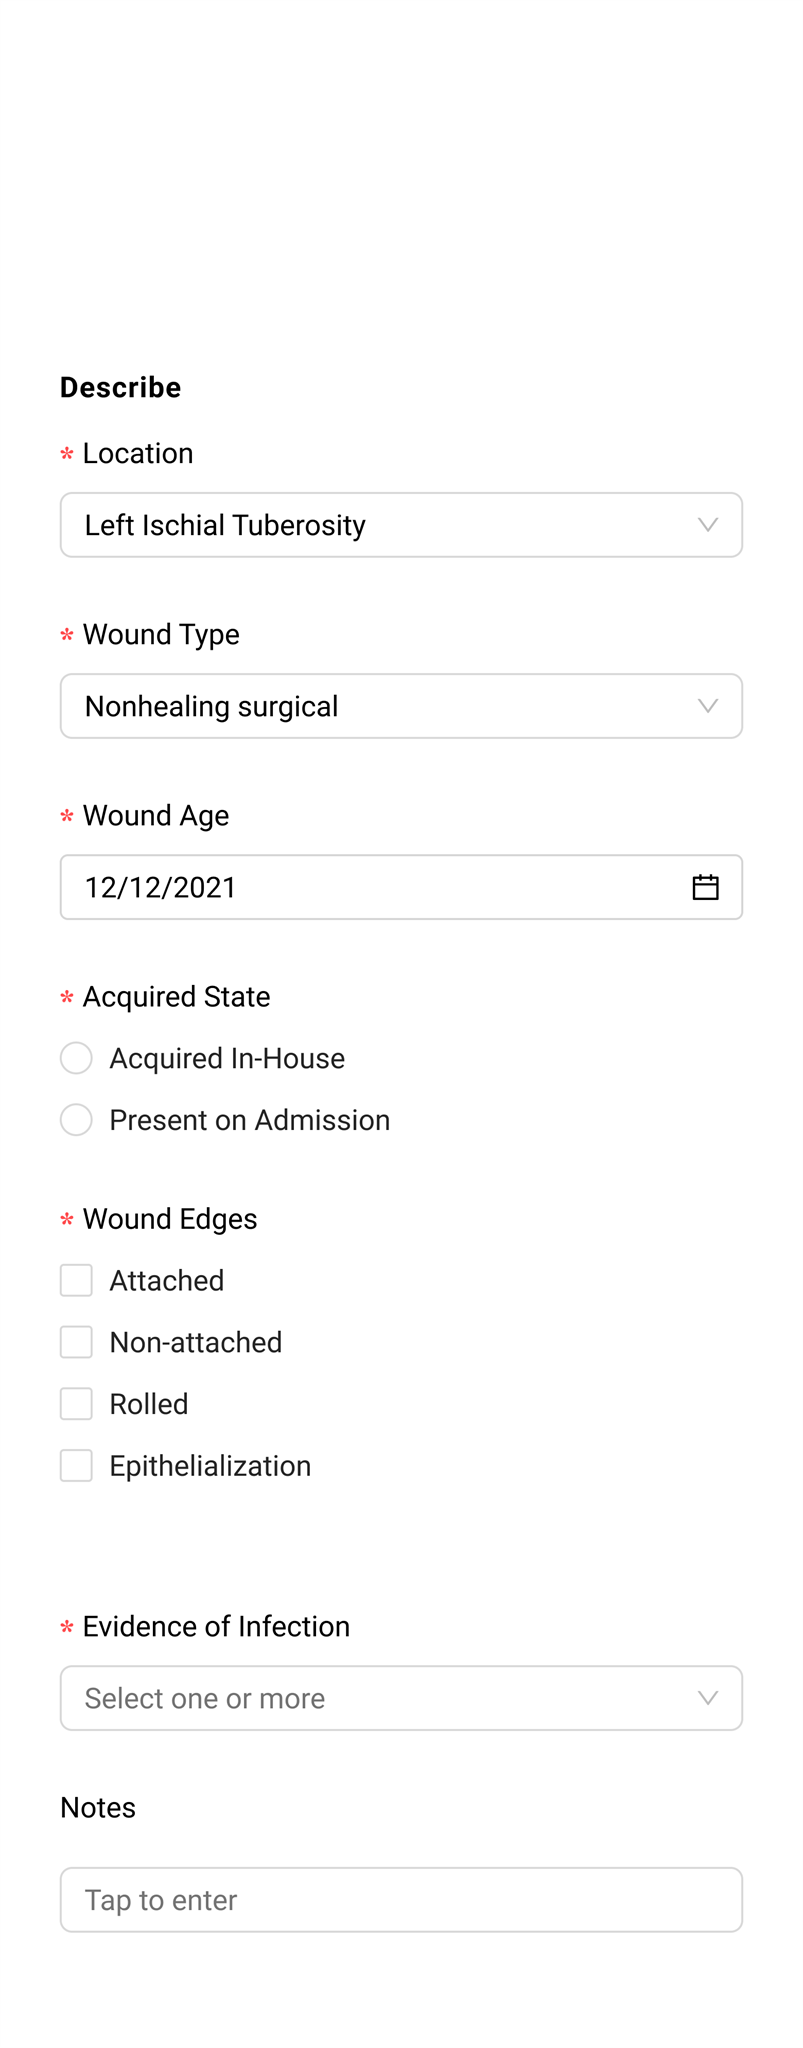 Describe
* Location
Left Ischial Tuberosity
* Wound Type
Nonhealing surgical
* Wound Age
12/12/2021
* Acquired State
Acquired In-House
Present on Admission
* Wound Edges
Attached
Non-attached
Rolled
Epithelialization
* Evidence of Infection
Select one or more
Notes
Tap to enter